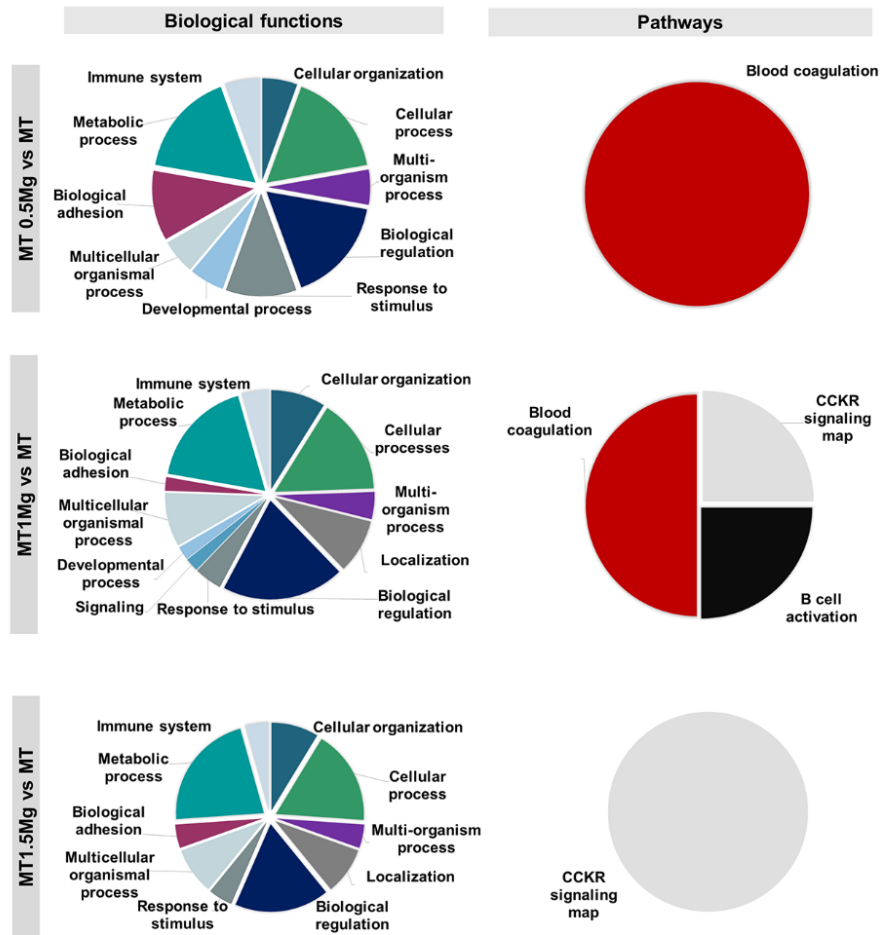 Biological functions
Pathways
MT 0.5Mg vs MT
Immune system
Cellular organization
Metabolic
process
Cellular
process
Multi-
organism
process
Biological
adhesion
Biological
regulation
Multicellular
organismal
process
Response to
stimulus
Developmental process
Blood coagulation
MT1Mg vs MT
Immune system
Cellular organization
Metabolic
process
Cellular
processes
Biological
adhesion
Multi-
organism
process
Multicellular
organismal
process
Localization
Developmental
process
Biological
regulation
Signaling
Response to stimulus
Blood
coagulation
CCKR
signaling
map
B cell
activation
MT1.5Mg vs MT
Immune system
Cellular organization
Metabolic
process
Cellular
process
Biological
adhesion
Multi-organism
process
Multicellular
organismal
process
Localization
Response to
stimulus
Biological
regulation
CCKR
signaling
map